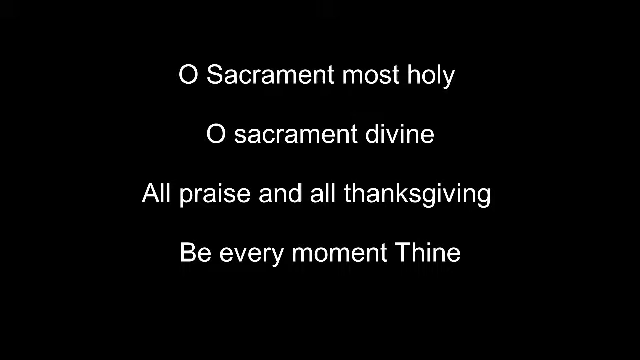 O Sacrament most holy
O sacrament divine
All praise and all thanksgiving
Be every moment Thine